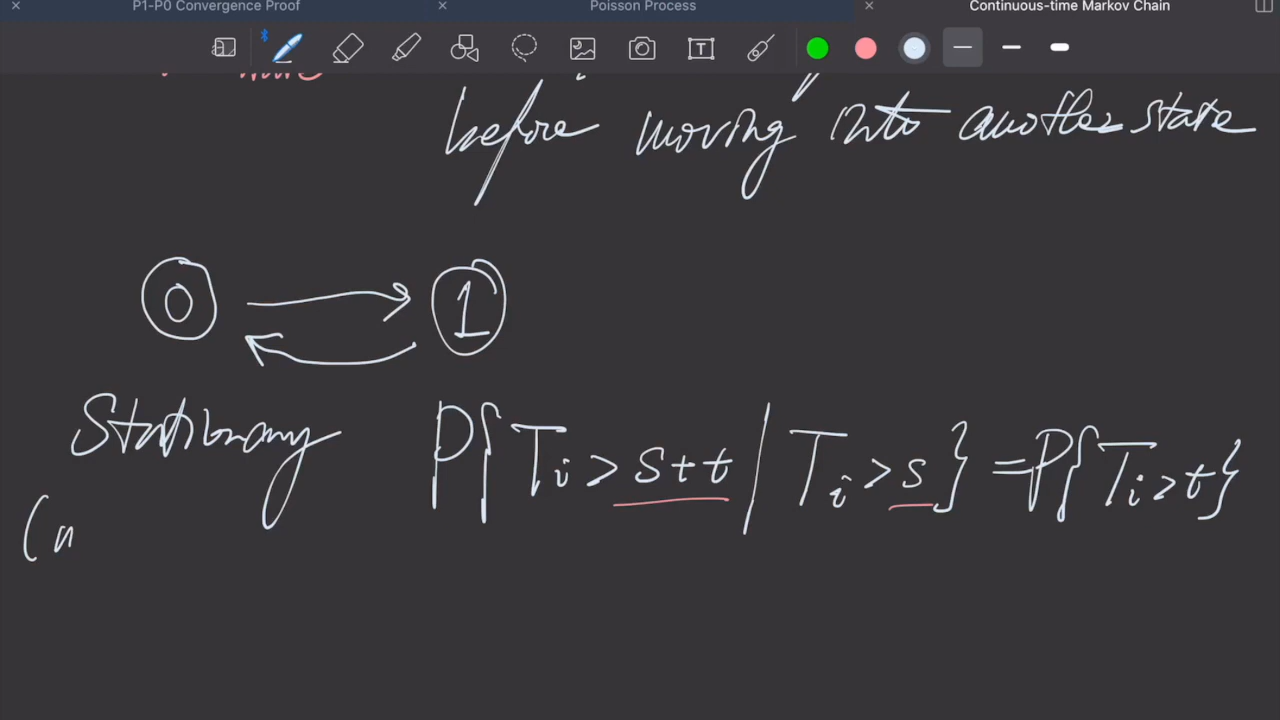 P1-P0 Convergence Proof
Poisson Process
Continuous-time Markov Chain
T
more
before moving into another state
0
1
Stationary P{Ti > s+t | Ti > s} = P{Ti > t}